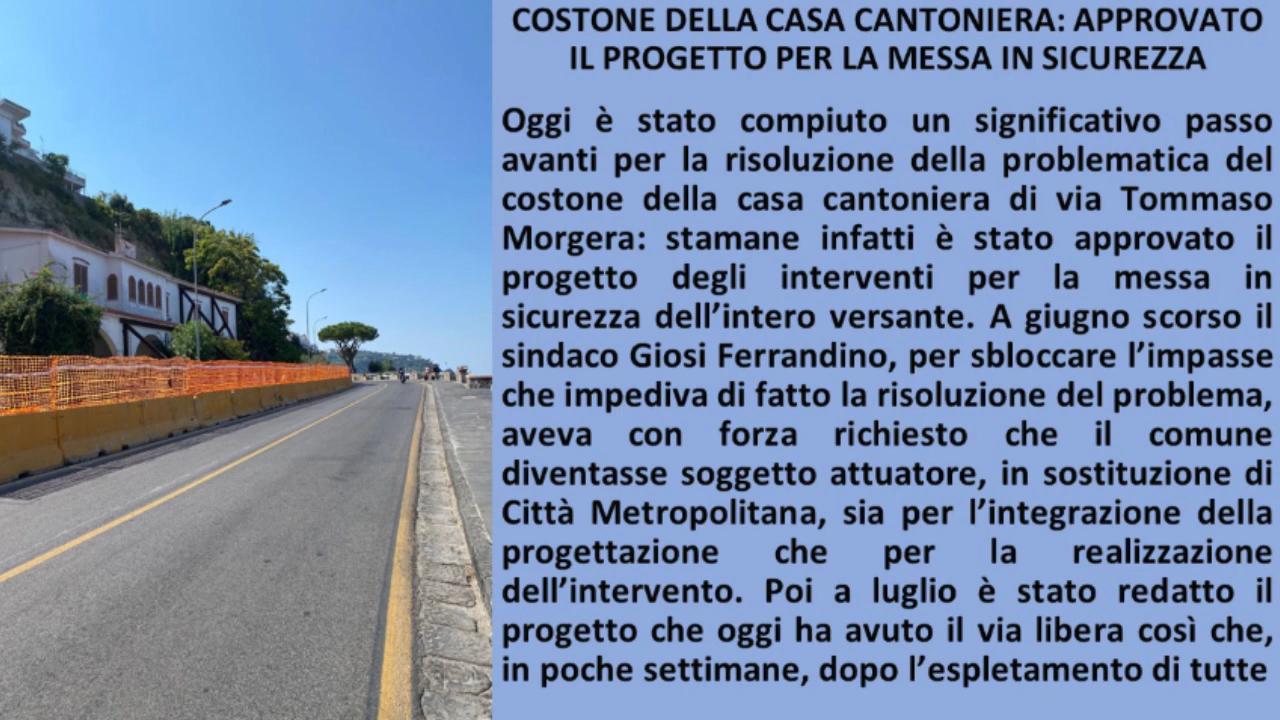 COSTONE DELLA CASA CANTONIERA: APPROVATO
IL PROGETTO PER LA MESSA IN SICUREZZA
Oggi è stato compiuto un significativo passo
avanti per la risoluzione della problematica del
costone della casa cantoniera di via Tommaso
Morgera: stamane infatti è stato approvato il
progetto degli interventi per la messa in
sicurezza dell’intero versante. A giugno scorso il
sindaco Giosi Ferrandino, per sbloccare l’impasse
che impediva di fatto la risoluzione del problema,
aveva con forza richiesto che il comune
diventasse soggetto attuatore, in sostituzione di
Città Metropolitana, sia per l’integrazione della
progettazione che per la realizzazione
dell’intervento. Poi a luglio è stato redatto il
progetto che oggi ha avuto il via libera così che,
in poche settimane, dopo l’espletamento di tutte